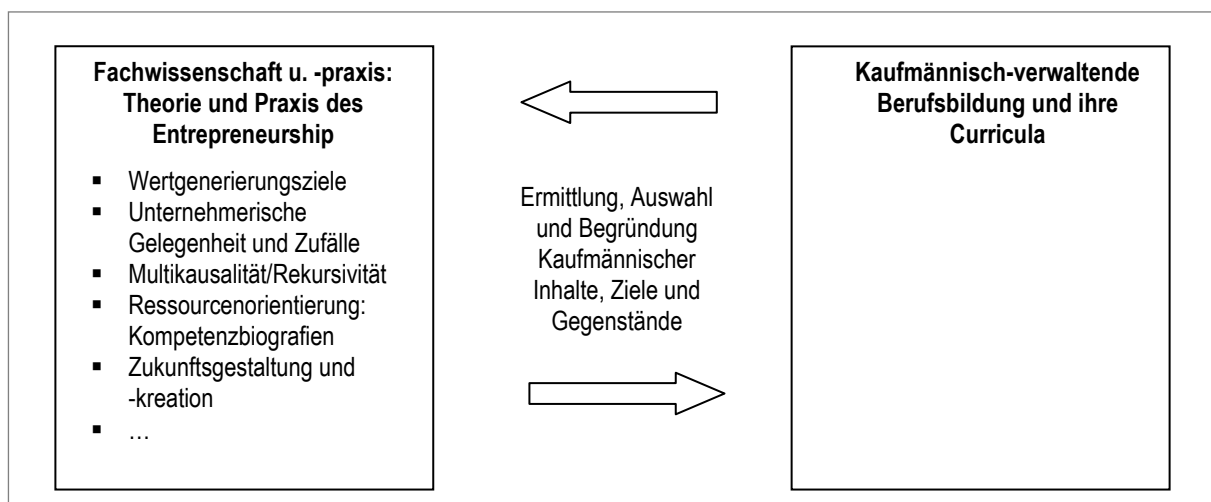 Fachwissenschaft u. -praxis:
Theorie und Praxis des
Entrepreneurship
▪ Wertgenerierungsziele
▪ Unternehmerische
Gelegenheit und Zufälle
▪ Multikausalität/Rekursivität
▪ Ressourcenorientierung:
Kompetenzbiografien
▪ Zukunftsgestaltung und
-kreation
▪ …
Ermittlung, Auswahl
und Begründung
Kaufmännischer
Inhalte, Ziele und
Gegenstände
Kaufmännisch-verwaltende
Berufsbildung und ihre
Curricula